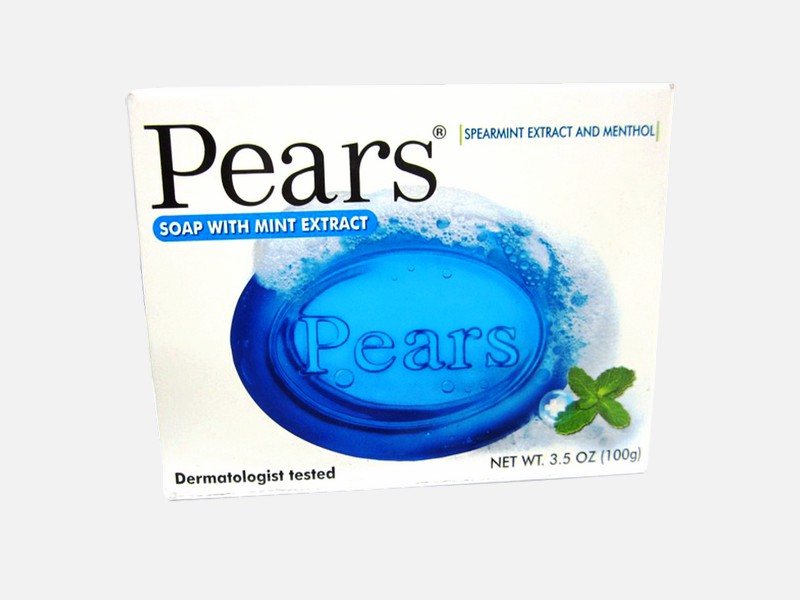 Pears®
SPEARMINT EXTRACT AND MENTHOL
SOAP WITH MINT EXTRACT
Pears
Dermatologist tested
NET WT. 3.5 OZ (100g)